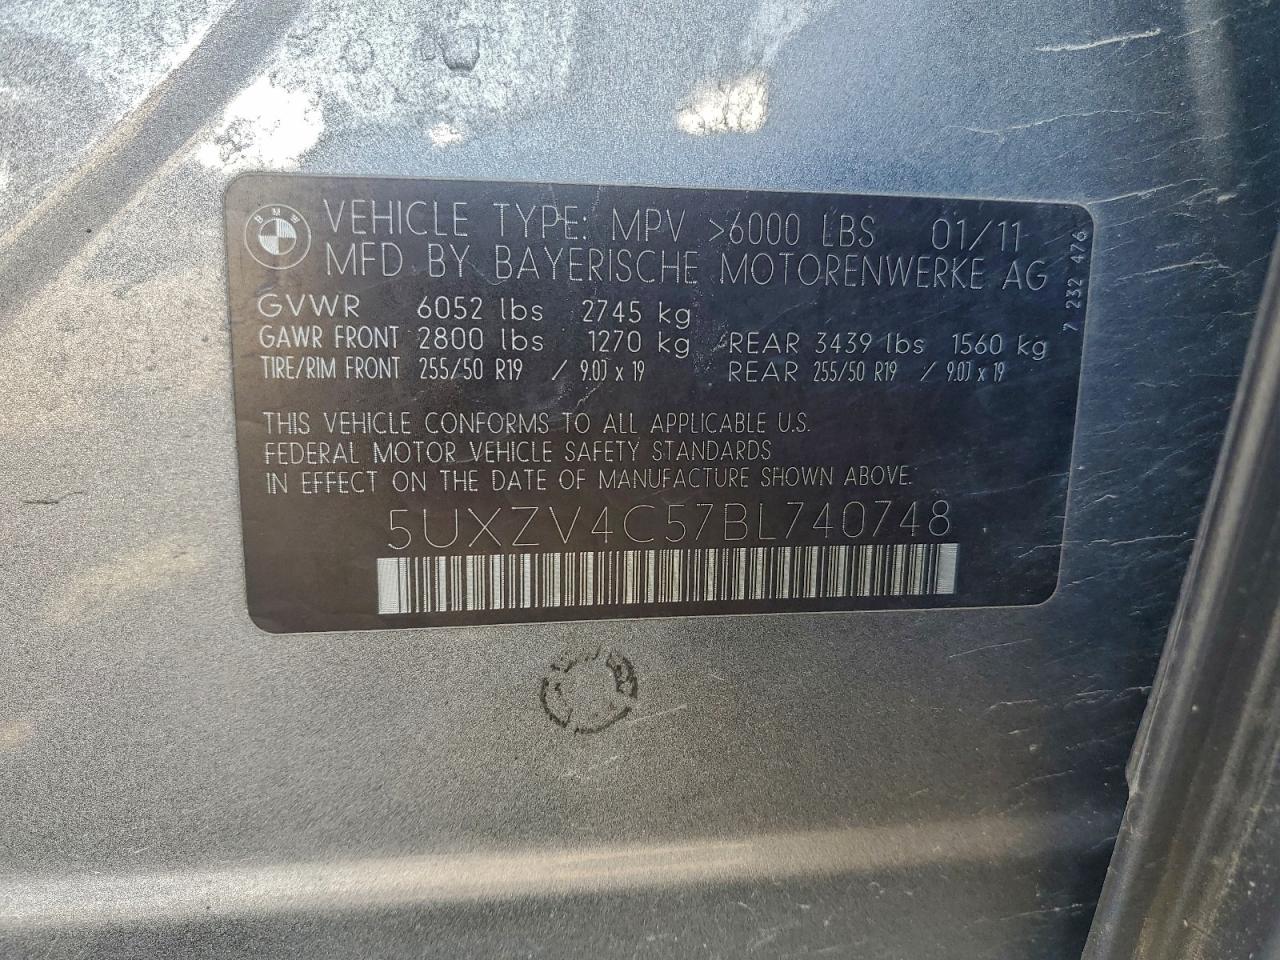 BMW
VEHICLE TYPE: MPV >6000 LBS 01/11
MFD BY BAYERISCHE MOTORENWERKE AG
GVWR 6052 lbs 2745 kg
GAWR FRONT 2800 lbs 1270 kg REAR 3439 lbs 1560 kg
TIRE/RIM FRONT 255/50 R19 / 9.0J x 19 REAR 255/50 R19 / 9.0J x 19
THIS VEHICLE CONFORMS TO ALL APPLICABLE U.S.
FEDERAL MOTOR VEHICLE SAFETY STANDARDS
IN EFFECT ON THE DATE OF MANUFACTURE SHOWN ABOVE.
5UXZV4C57BL740748
7 232 476